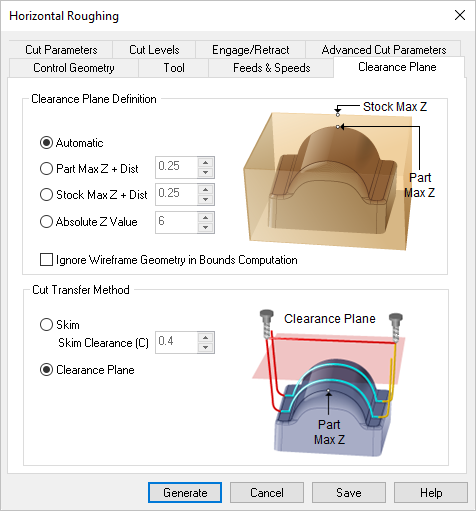 Horizontal Roughing
Cut Parameters Cut Levels Engage/Retract Advanced Cut Parameters
Control Geometry Tool Feeds & Speeds Clearance Plane
Clearance Plane Definition
Stock Max Z
Automatic
Part Max Z + Dist 0.25
Part
Max Z
Stock Max Z + Dist 0.25
Absolute Z Value 6
Ignore Wireframe Geometry in Bounds Computation
Cut Transfer Method
Clearance Plane
Skim
Skim Clearance (C) 0.4
Clearance Plane
Part
Max Z
Generate Cancel Save Help